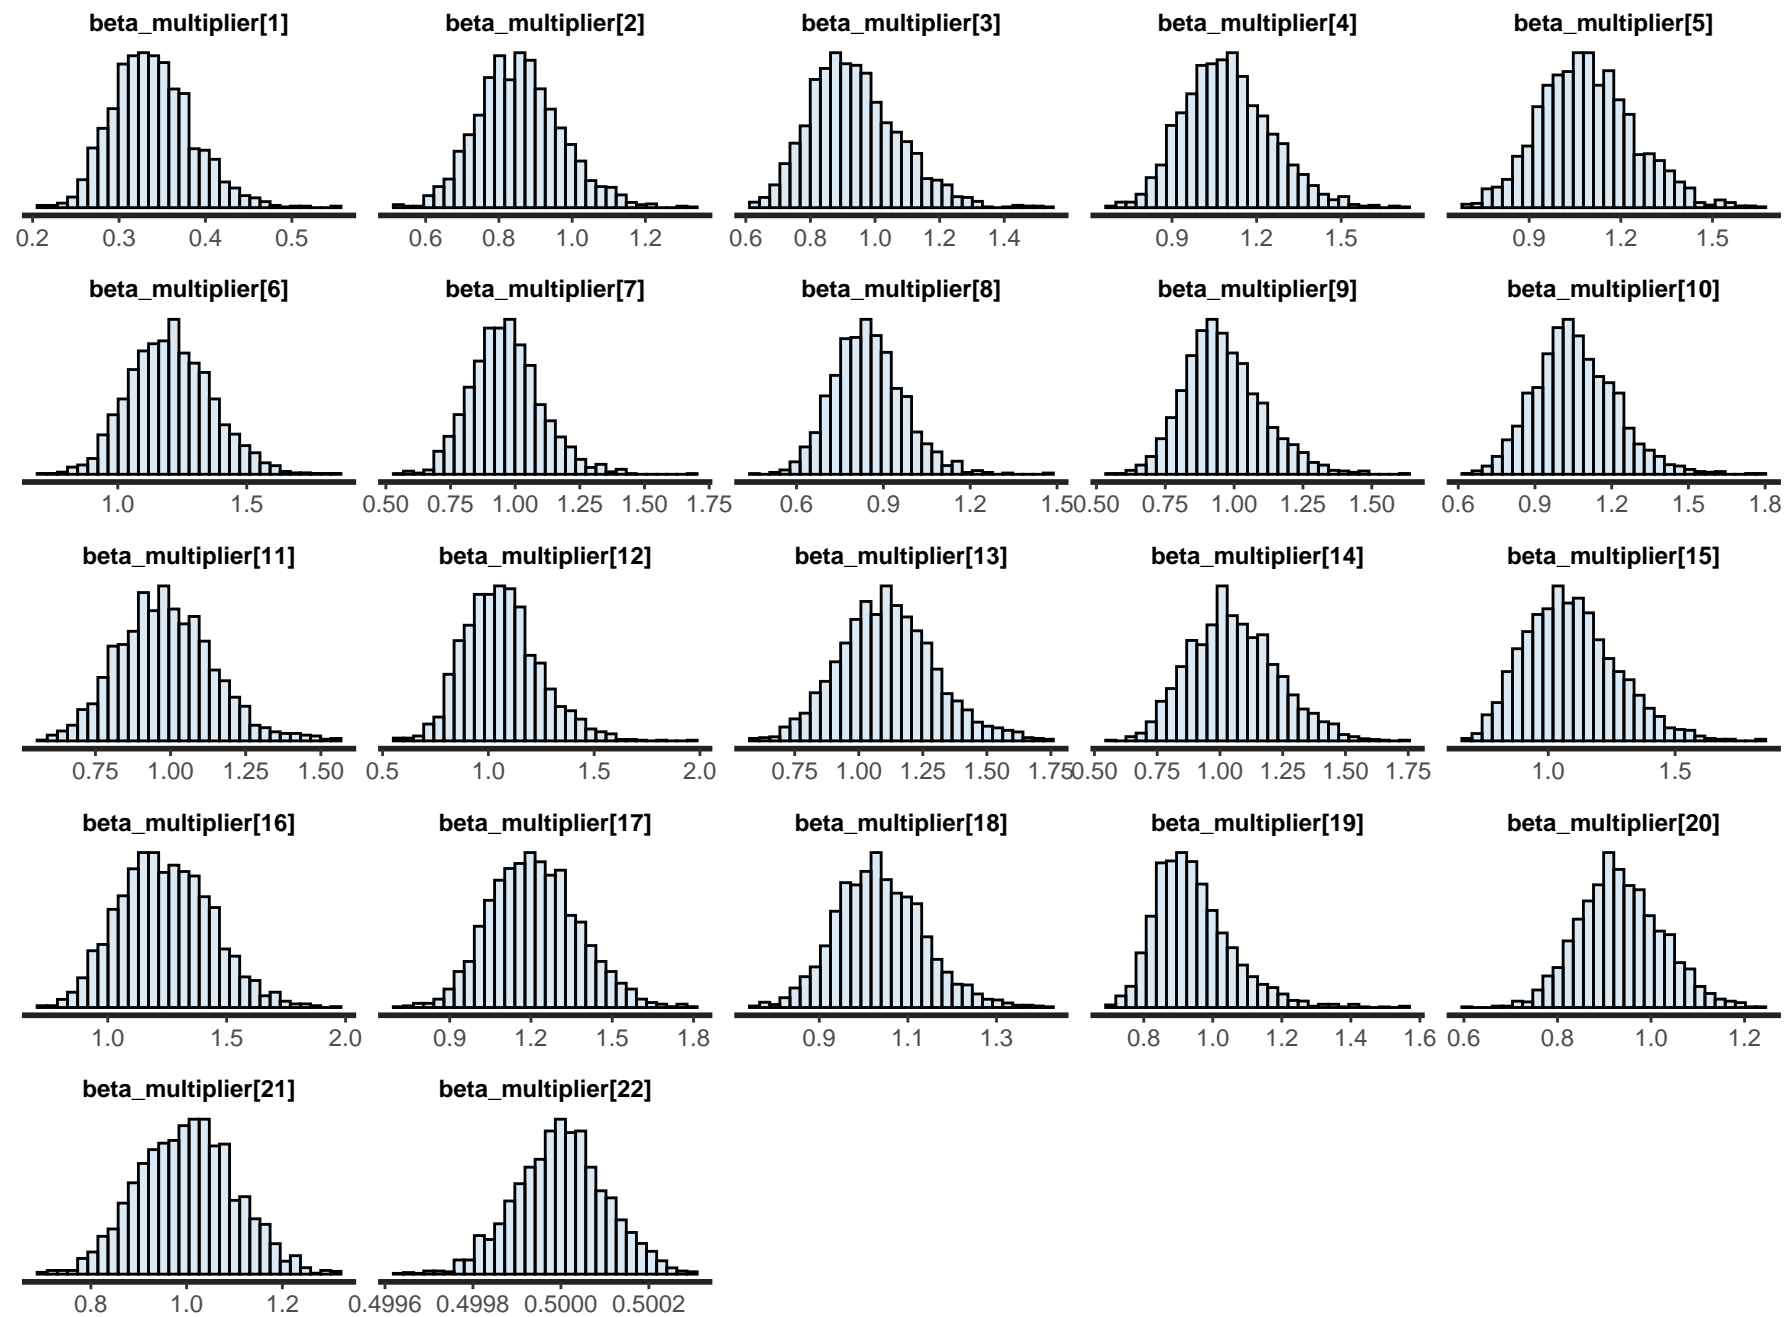 beta_multiplier[1] beta_multiplier[2] beta_multiplier[3] beta_multiplier[4] beta_multiplier[5]
0.2 0.3 0.4 0.5 0.6 0.8 1.0 1.2 0.6 0.8 1.0 1.2 1.4 0.9 1.2 1.5 0.9 1.2 1.5
beta_multiplier[6] beta_multiplier[7] beta_multiplier[8] beta_multiplier[9] beta_multiplier[10]
1.0 1.5 0.50 0.75 1.00 1.25 1.50 1.75 0.6 0.9 1.2 1.5 0.50 0.75 1.00 1.25 1.50 0.6 0.9 1.2 1.5 1.8
beta_multiplier[11] beta_multiplier[12] beta_multiplier[13] beta_multiplier[14] beta_multiplier[15]
0.75 1.00 1.25 1.50 0.5 1.0 1.5 2.0 0.75 1.00 1.25 1.50 1.75 0.50 0.75 1.00 1.25 1.50 1.75 1.0 1.5
beta_multiplier[16] beta_multiplier[17] beta_multiplier[18] beta_multiplier[19] beta_multiplier[20]
1.0 1.5 2.0 0.9 1.2 1.5 1.8 0.9 1.1 1.3 0.8 1.0 1.2 1.4 1.6 0.6 0.8 1.0 1.2
beta_multiplier[21] beta_multiplier[22]
0.8 1.0 1.2 0.4996 0.4998 0.5000 0.5002